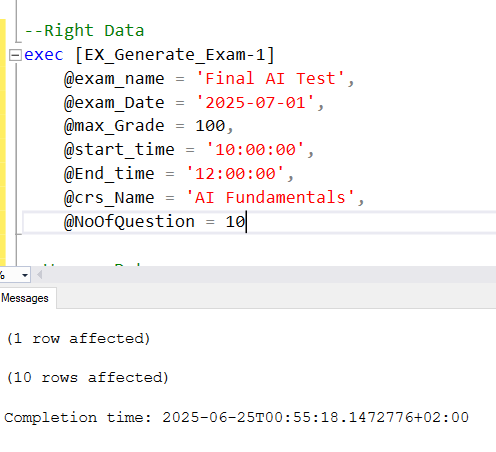 --Right Data
exec [EX_Generate_Exam-1]
@exam_name = 'Final AI Test',
@exam_Date = '2025-07-01',
@max_Grade = 100,
@start_time = '10:00:00',
@End_time = '12:00:00',
@crs_Name = 'AI Fundamentals',
@NoOfQuestion = 10
%
Messages
(1 row affected)
(10 rows affected)
Completion time: 2025-06-25T00:55:18.1472776+02:00